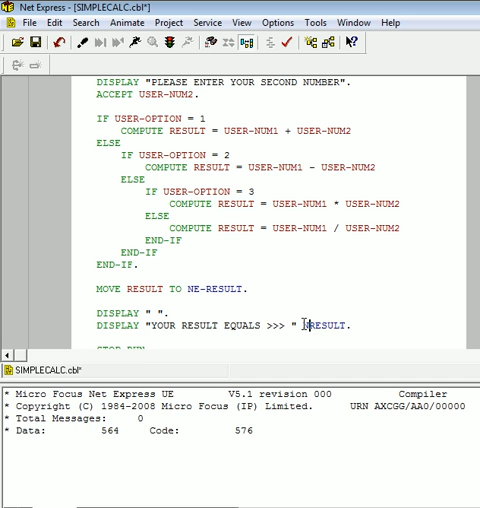 Net Express - [SIMPLECALC.cbl*]
File Edit Search Animate Project Service Options Tools Window Help
DISPLAY "PLEASE ENTER YOUR SECOND NUMBER".
ACCEPT USER-NUM2.
IF USER-OPTION = 1
COMPUTE RESULT = USER-NUM1 + USER-NUM2
ELSE
IF USER-OPTION = 2
COMPUTE RESULT = USER-NUM1 - USER-NUM2
ELSE
IF USER-OPTION = 3
COMPUTE RESULT = USER-NUM1 * USER-NUM2
ELSE
COMPUTE RESULT = USER-NUM1 / USER-NUM2
END-IF
END-IF
END-IF.
MOVE RESULT TO NE-RESULT.
DISPLAY " ".
DISPLAY "YOUR RESULT EQUALS >>> " NRESULT.
STOP RUN
SIMPLECALC.cbl*
* Micro Focus Net Express UE V5.1 revision 000 Compiler
* Copyright (C) 1984-2008 Micro Focus (IP) Limited. URN AXCGG/AA0/00000
* Total Messages: 0
* Data: 564 Code: 576